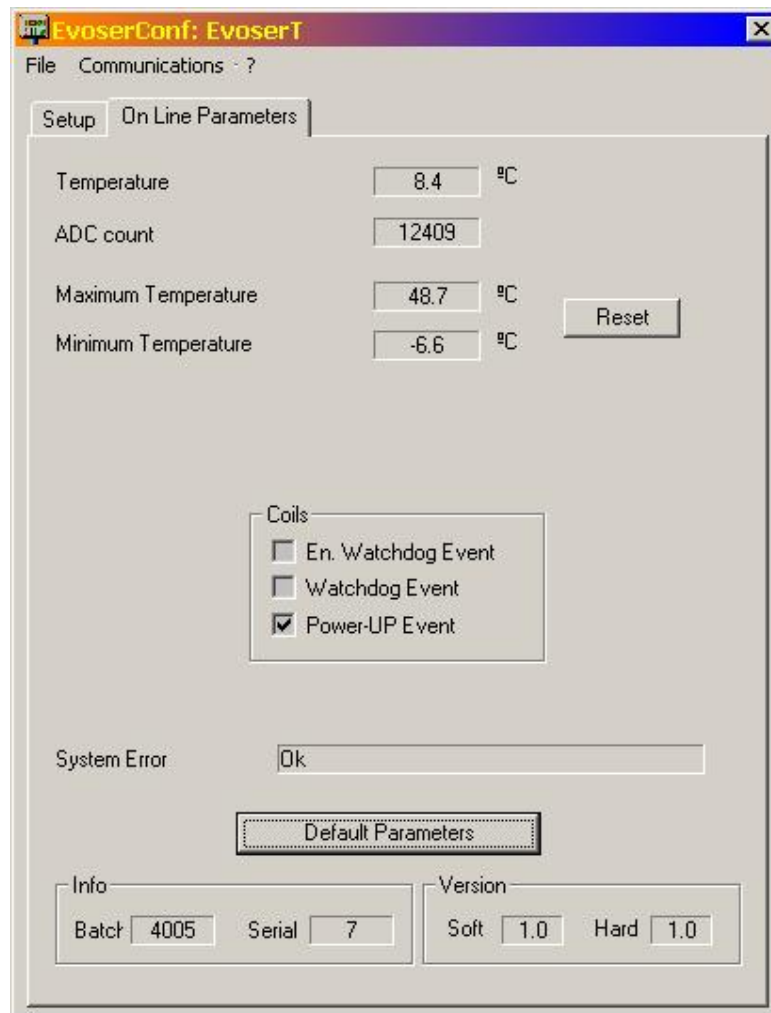 EvoserConf: EvoserT
File Communications ?
Setup On Line Parameters
Temperature 8.4 ºC
ADC count 12409
Maximum Temperature 48.7 ºC
Reset
Minimum Temperature -6.6 ºC
Coils
En. Watchdog Event
Watchdog Event
Power-UP Event
System Error Ok
Default Parameters
Info Version
Batch 4005 Serial 7 Soft 1.0 Hard 1.0